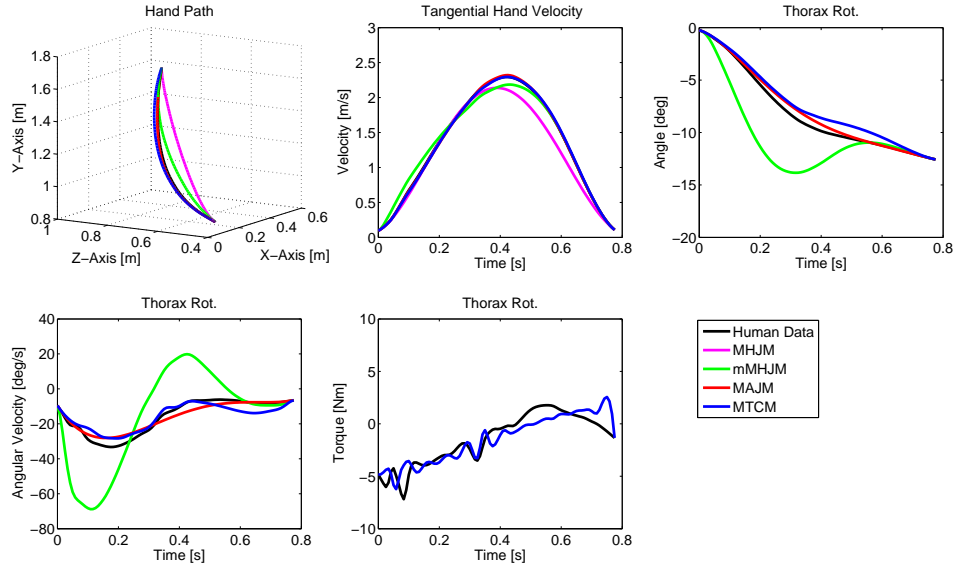 Hand Path
1.8
1.6
1.4
1.2
1
0.8
Y−Axis [m]
1
0.8
0.6
0.4
Z−Axis [m]
0
0.2
0.4
0.6
X−Axis [m]
Tangential Hand Velocity
3
2.5
2
1.5
1
0.5
0
Velocity [m/s]
0 0.2 0.4 0.6 0.8
Time [s]
Thorax Rot.
0
−5
−10
−15
−20
Angle [deg]
0 0.2 0.4 0.6 0.8
Time [s]
Thorax Rot.
40
20
0
−20
−40
−60
−80
Angular Velocity [deg/s]
0 0.2 0.4 0.6 0.8
Time [s]
Thorax Rot.
10
5
0
−5
−10
Torque [Nm]
0 0.2 0.4 0.6 0.8
Time [s]
Human Data
MHJM
mMHJM
MAJM
MTCM